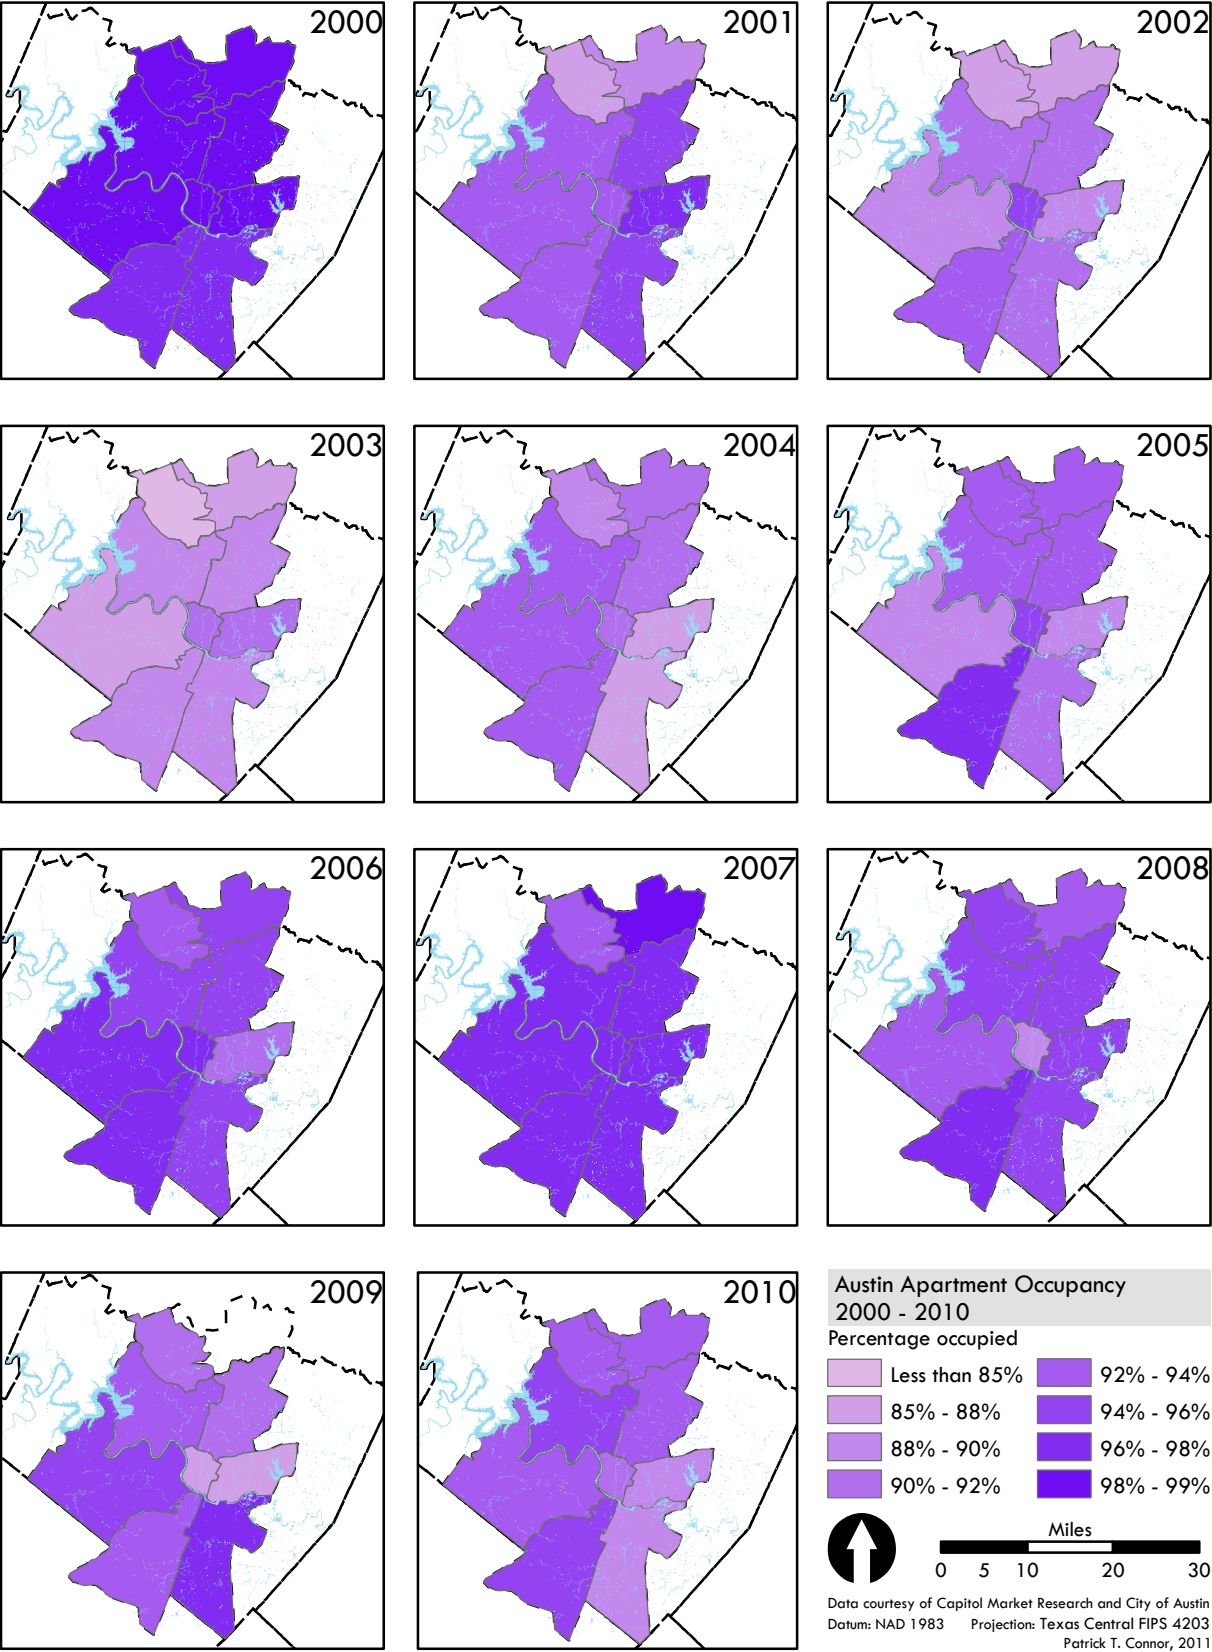 2000
2001
2002
2003
2004
2005
2006
2007
2008
2009
2010
Austin Apartment Occupancy
2000 - 2010
Percentage occupied
Less than 85%
85% - 88%
88% - 90%
90% - 92%
92% - 94%
94% - 96%
96% - 98%
98% - 99%
Miles
0 5 10 20 30
Data courtesy of Capitol Market Research and City of Austin
Datum: NAD 1983 Projection: Texas Central FIPS 4203
Patrick T. Connor, 2011